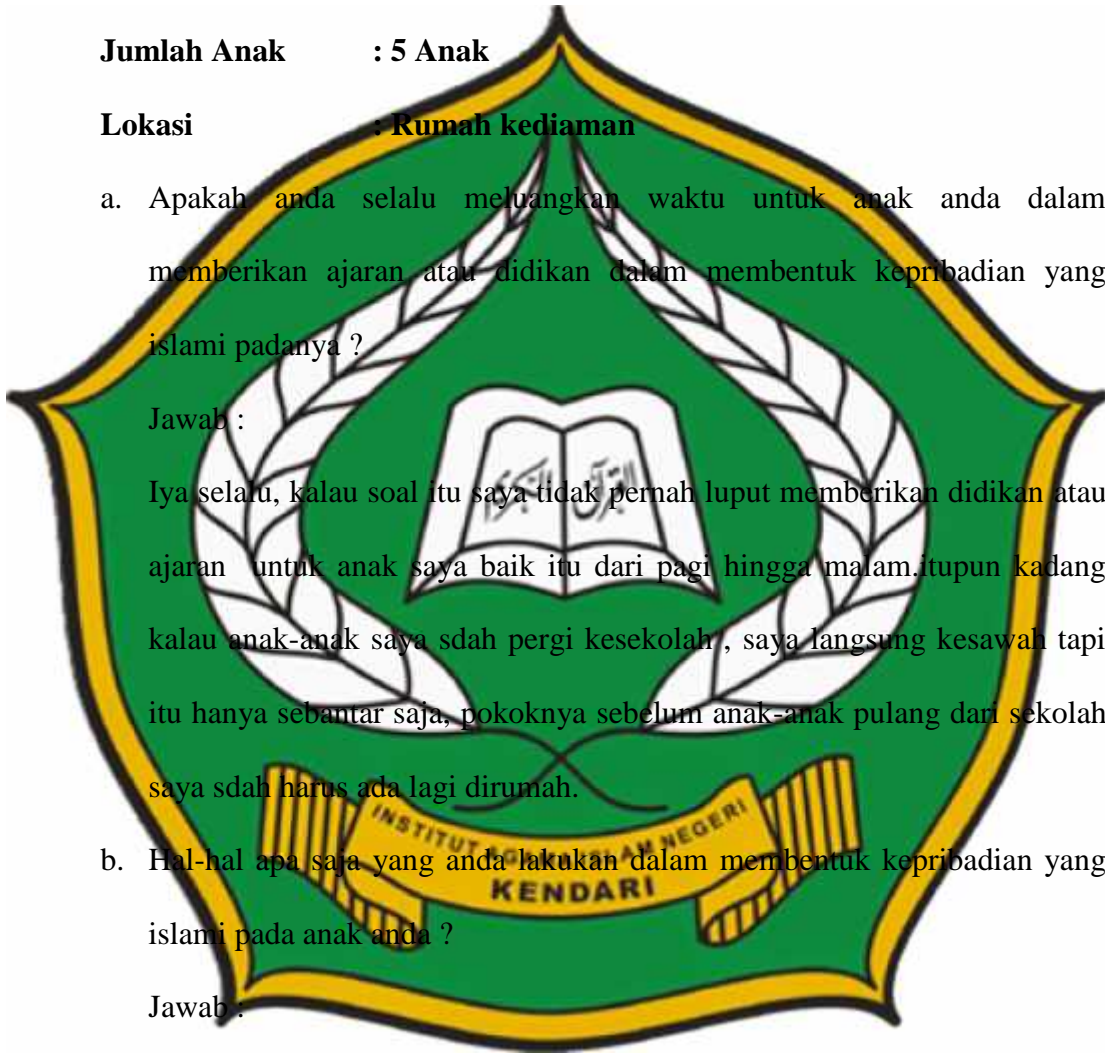 Jumlah Anak : 5 Anak
Lokasi : Rumah kediaman
a. Apakah anda selalu meluangkan waktu untuk anak anda dalam
memberikan ajaran atau didikan dalam membentuk kepribadian yang
islami padanya ?
Jawab :
Iya selalu, kalau soal itu saya tidak pernah luput memberikan didikan atau
ajaran untuk anak saya baik itu dari pagi hingga malam.itupun kadang
kalau anak-anak saya sdah pergi kesekolah , saya langsung kesawah tapi
itu hanya sebantar saja, pokoknya sebelum anak-anak pulang dari sekolah
saya sdah harus ada lagi dirumah.
b. Hal-hal apa saja yang anda lakukan dalam membentuk kepribadian yang
islami pada anak anda ?
Jawab :
القرآن الكريم
INSTITUT AGAMA ISLAM NEGERI
KENDARI